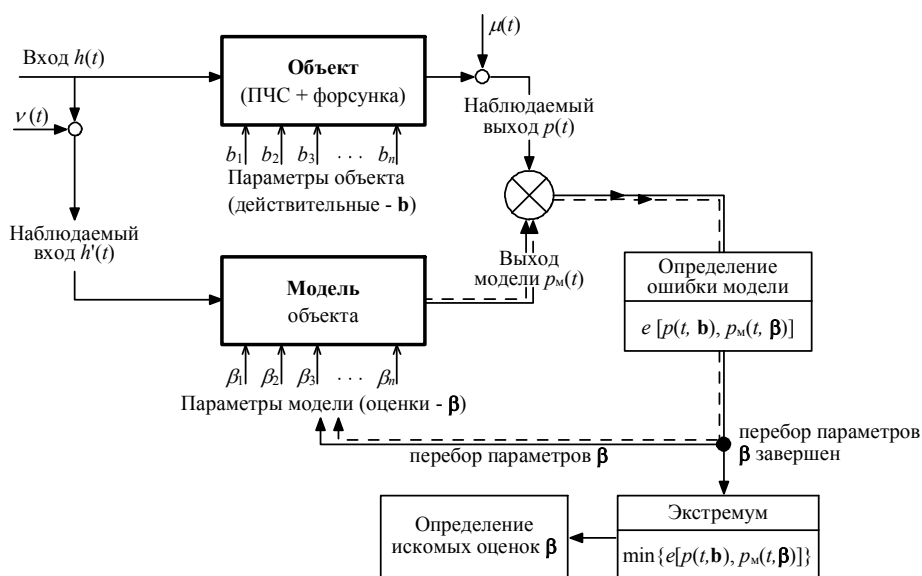 μ(t)
Вход h(t)
Объект
(ПЧС + форсунка)
ν(t)
Наблюдаемый
выход p(t)
b₁ b₂ b₃ . . . bₙ
Параметры объекта
(действительные - b)
Наблюдаемый
вход h'(t)
Выход
модели pм(t)
Модель
объекта
Определение
ошибки модели
e [p(t, b), pм(t, β)]
β₁ β₂ β₃ . . . βₙ
Параметры модели (оценки - β)
перебор параметров β
перебор параметров
β завершен
Определение
искомых оценок β
Экстремум
min{e[p(t,b), pм(t,β)]}